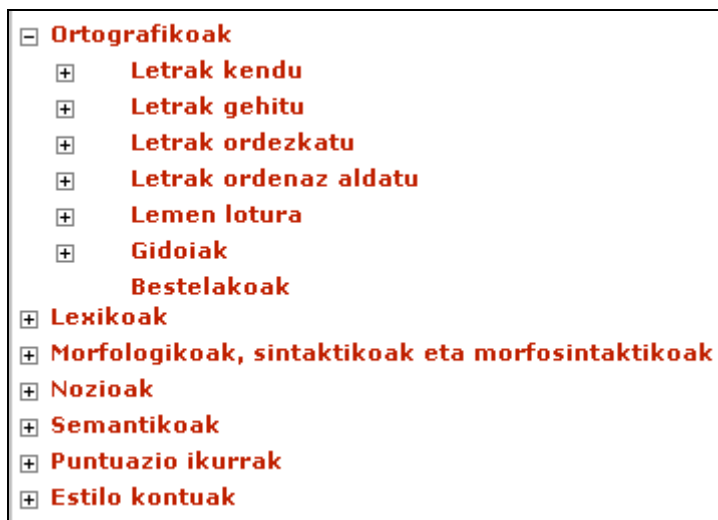 Ortografikoak
Letrak kendu
Letrak gehitu
Letrak ordezkatu
Letrak ordenaz aldatu
Lemen lotura
Gidoiak
Bestelakoak
Lexikoak
Morfologikoak, sintaktikoak eta morfosintaktikoak
Nozioak
Semantikoak
Puntuazio ikurrak
Estilo kontuak